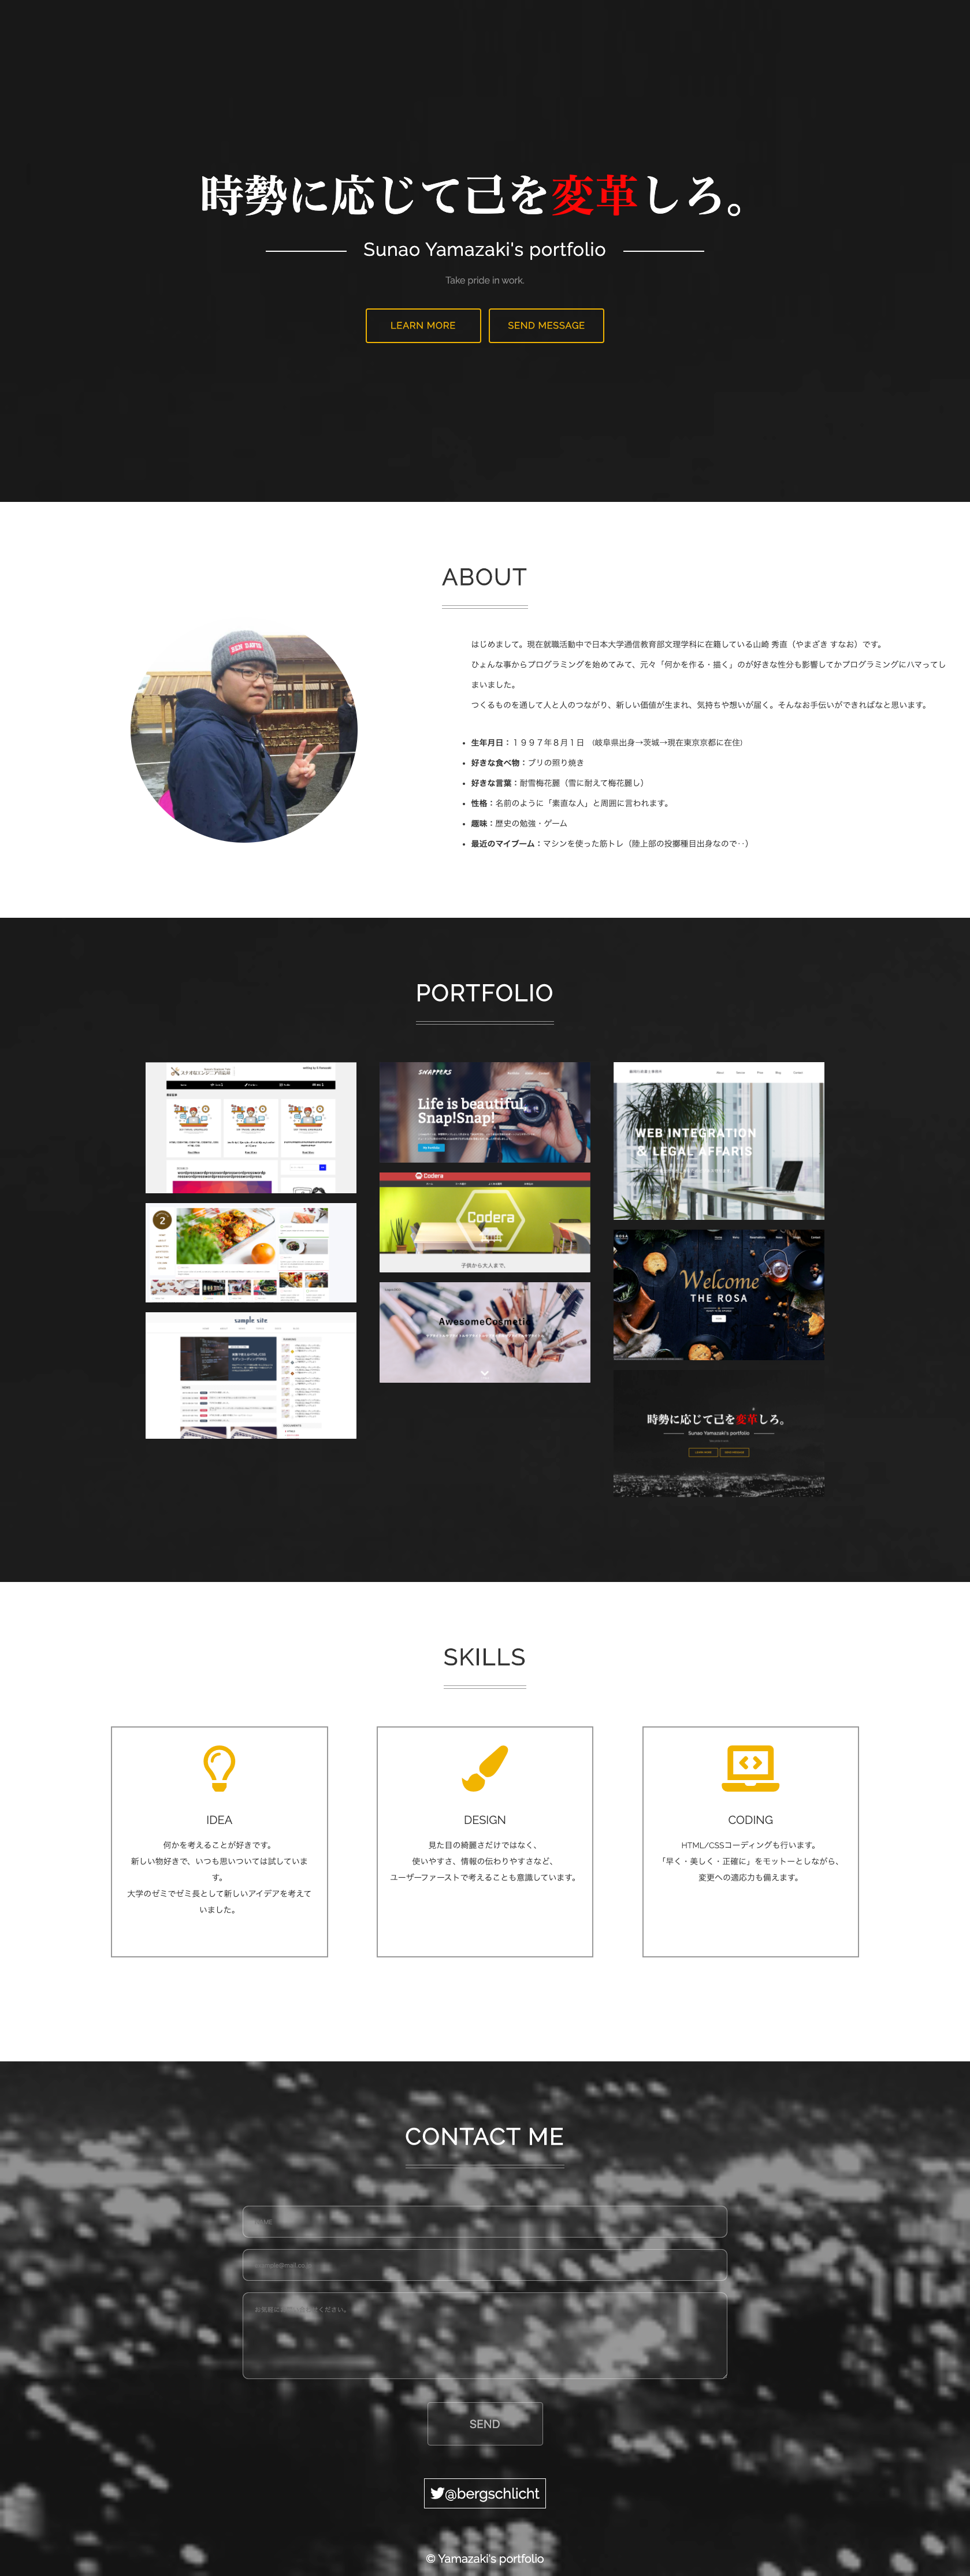 時勢に応じて己を変革しろ。
Sunao Yamazaki's portfolio
Take pride in work.
LEARN MORE
SEND MESSAGE
ABOUT
はじめまして。現在就職活動中で日本大学通信教育部文理学科に在籍している山崎 秀直（やまざき すなお）です。
ひょんな事からプログラミングを始めてみて、元々「何かを作る・描く」のが好きな性分も影響してかプログラミングにハマってし
まいました。
つくるものを通して人と人のつながり、新しい価値が生まれ、気持ちや想いが届く。そんなお手伝いができればなと思います。
• 生年月日：１９９７年８月１日 （岐阜県出身→茨城→現在東京京都に在住)
• 好きな食べ物：ブリの照り焼き
• 好きな言葉：耐雪梅花麗（雪に耐えて梅花麗し）
• 性格：名前のように「素直な人」と周囲に言われます。
• 趣味：歴史の勉強・ゲーム
• 最近のマイブーム：マシンを使った筋トレ（陸上部の投擲種目出身なので‥）
PORTFOLIO
SNAPPERS
Life is beautiful,
Snap!Snap!
WEB INTEGRATION
& LEGAL AFFARIS
Codera
Codera
子供から大人まで。
2
ROSA
Welcome
THE ROSA
AwesomeCosmetic
sample site
時勢に応じて己を変革しろ。
Sunao Yamazaki's portfolio
SKILLS
IDEA
何かを考えることが好きです。
新しい物好きで、いつも思いついては試していま
す。
大学のゼミでゼミ長として新しいアイデアを考えて
いました。
DESIGN
見た目の綺麗さだけではなく、
使いやすさ、情報の伝わりやすさなど、
ユーザーファーストで考えることも意識しています。
CODING
HTML/CSSコーディングも行います。
「早く・美しく・正確に」をモットーとしながら、
変更への適応力も備えます。
CONTACT ME
SEND
@bergschlicht
© Yamazaki's portfolio